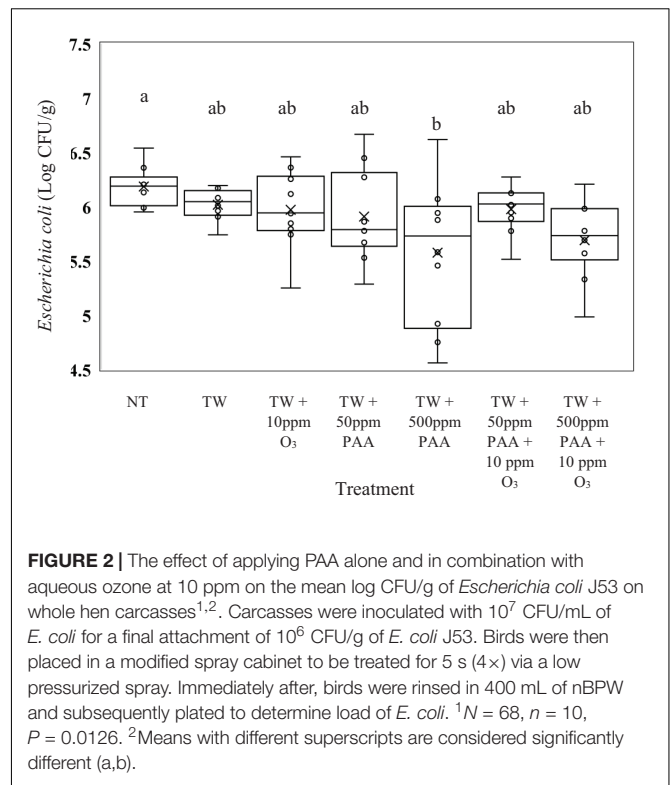 7.5
7
6.5
6
5.5
5
4.5
Escherichia coli (Log CFU/g)
a
ab
ab
ab
b
ab
ab
NT
TW
TW +
10ppm
O₃
TW +
50ppm
PAA
TW +
500ppm
PAA
TW +
50ppm
PAA +
10 ppm
O₃
TW +
500ppm
PAA +
10 ppm
O₃
Treatment
FIGURE 2 | The effect of applying PAA alone and in combination with
aqueous ozone at 10 ppm on the mean log CFU/g of Escherichia coli J53 on
whole hen carcasses¹,². Carcasses were inoculated with 10⁷ CFU/mL of
E. coli for a final attachment of 10⁶ CFU/g of E. coli J53. Birds were then
placed in a modified spray cabinet to be treated for 5 s (4×) via a low
pressurized spray. Immediately after, birds were rinsed in 400 mL of nBPW
and subsequently plated to determine load of E. coli. ¹N = 68, n = 10,
P = 0.0126. ²Means with different superscripts are considered significantly
different (a,b).